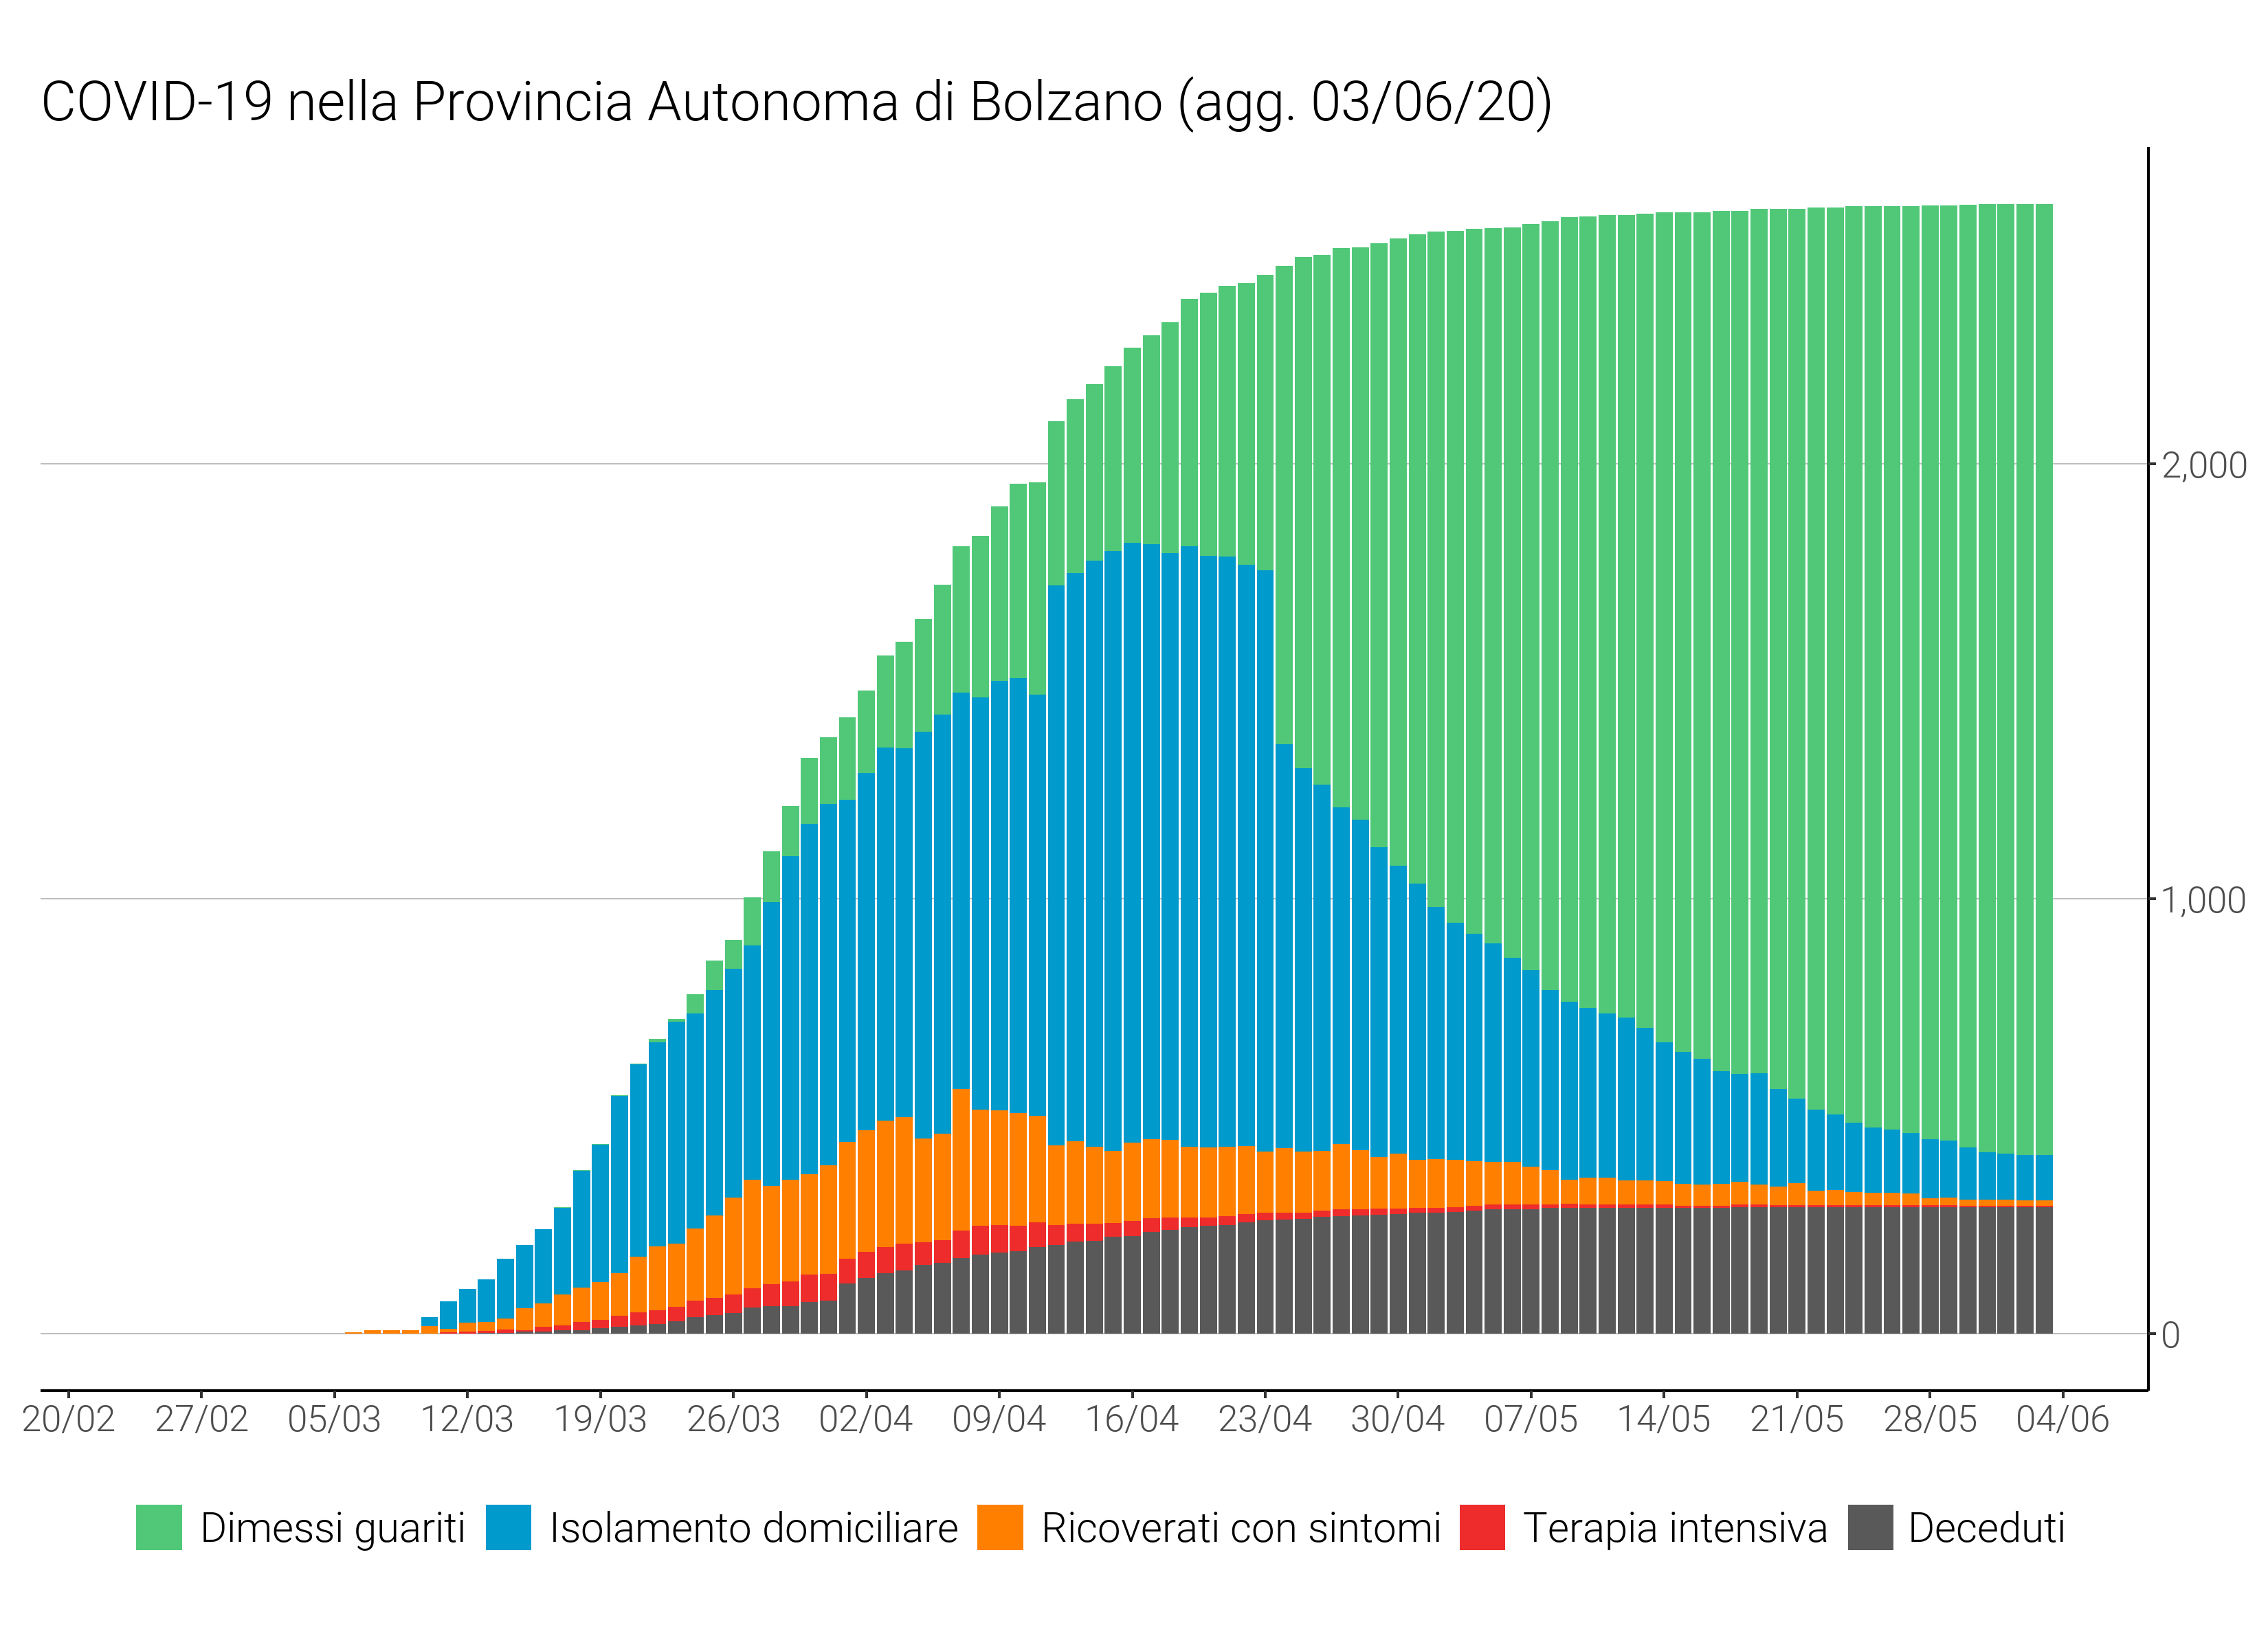 COVID-19 nella Provincia Autonoma di Bolzano (agg. 03/06/20)
2,000
1,000
0
20/02 27/02 05/03 12/03 19/03 26/03 02/04 09/04 16/04 23/04 30/04 07/05 14/05 21/05 28/05 04/06
Dimessi guariti Isolamento domiciliare Ricoverati con sintomi Terapia intensiva Deceduti